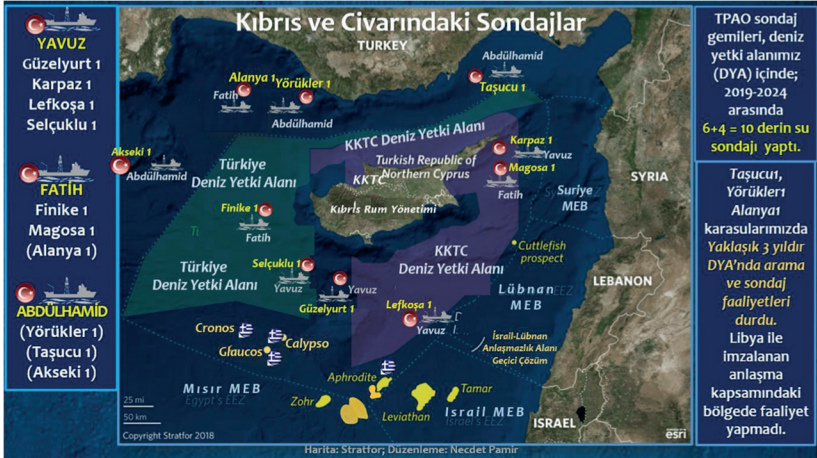 Kıbrıs ve Civarındaki Sondajlar
YAVUZ
Güzelyurt 1
Karpaz 1
Lefkoşa 1
Selçuklu 1
FATİH
Finike 1
Magosa 1
(Alanya 1)
ABDÜLHAMİD
(Yörükler 1)
(Taşucu 1)
(Akseki 1)
TURKEY
Alanya 1
Fatih
Yörükler 1
Abdülhamid
Abdülhamid
Taşucu 1
Akseki 1
Abdülhamid
KKTC Deniz Yetki Alanı
Karpaz 1
Yavuz
Magosa 1
Fatih
Turkish Republic of
Northern Cyprus
KKTC
Kıbrıs Rum Yönetimi
Türkiye
Deniz Yetki Alanı
Finike 1
Fatih
Tı
Türkiye
Deniz Yetki Alanı
Selçuklu 1
Yavuz
Yavuz
Güzelyurt 1
KKTC
Deniz Yetki Alanı
Lefkoşa 1
Yavuz
Suriye
MEB
SYRIA
Cuttlefish
prospect
Lübnan
MEB
LEBANON
İsrail-Lübnan
Anlaşmazlık Alanı
Geçici Çözüm
Cronos
Calypso
Glaucos
Aphrodite
Mısır MEB
Egypt's EEZ
Zohr
Leviathan
Tamar
Israil MEB
Israel's EEZ
ISRAEL
25 mi
50 km
Copyright Stratfor 2018
esri
Harita: Stratfor; Düzenleme: Necdet Pamir
TPAO sondaj
gemileri, deniz
yetki alanımız
(DYA) içinde;
2019-2024
arasında
6+4 = 10 derin su
sondajı yaptı.
Taşucu1,
Yörükler1
Alanya1
karasularımızda
Yaklaşık 3 yıldır
DYA'nda arama
ve sondaj
faaliyetleri
durdu.
Libya ile
imzalanan
anlaşma
kapsamındaki
bölgede faaliyet
yapmadı.